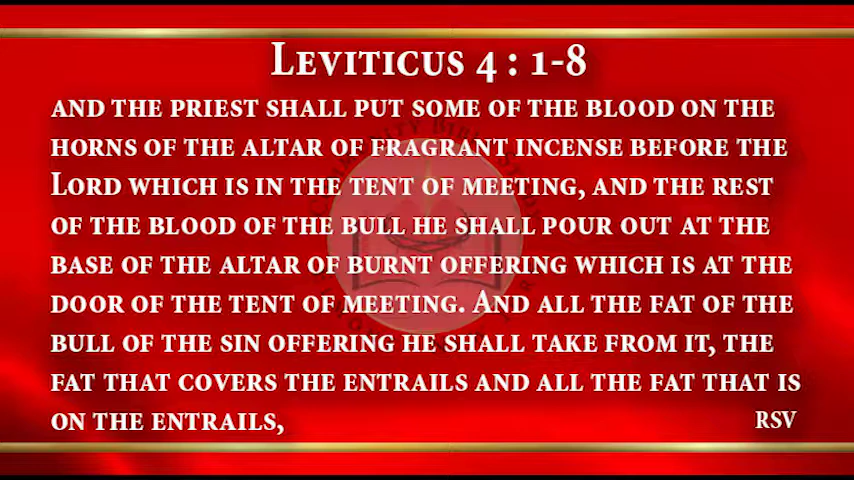 Leviticus 4 : 1-8
and the priest shall put some of the blood on the
horns of the altar of fragrant incense before the
Lord which is in the tent of meeting, and the rest
of the blood of the bull he shall pour out at the
base of the altar of burnt offering which is at the
door of the tent of meeting. And all the fat of the
bull of the sin offering he shall take from it, the
fat that covers the entrails and all the fat that is
on the entrails,
RSV